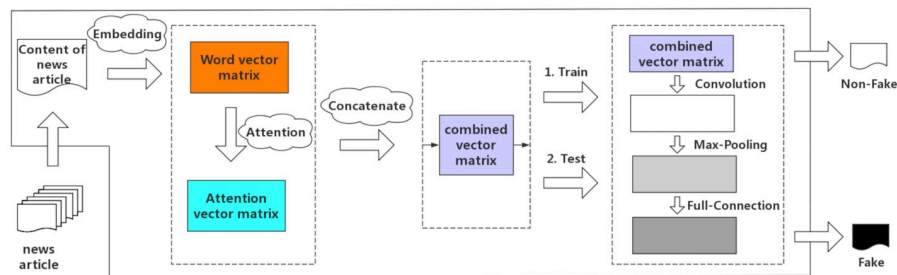 Content of
news
article
Embedding
Word vector
matrix
Attention
Attention
vector matrix
news
article
Concatenate
combined
vector
matrix
1. Train
2. Test
combined
vector matrix
Convolution
Max-Pooling
Full-Connection
Non-Fake
Fake